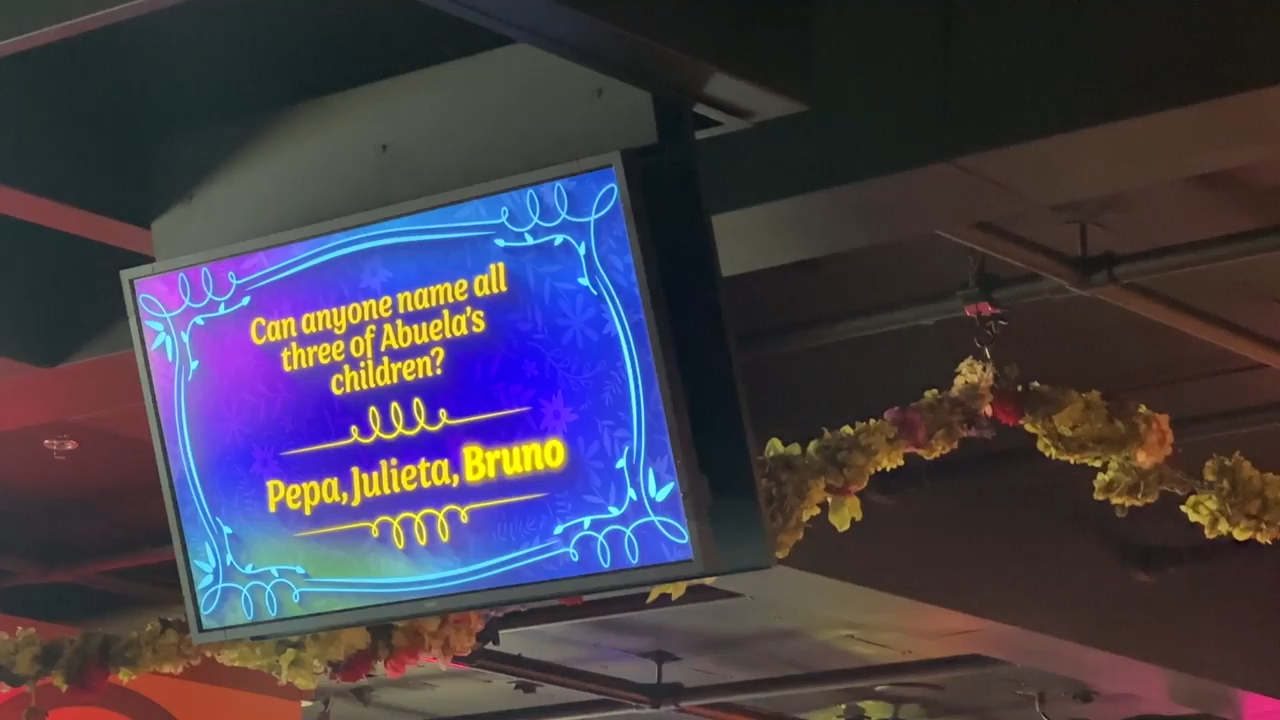 Can anyone name all
three of Abuela's
children?
Pepa, Julieta, Bruno